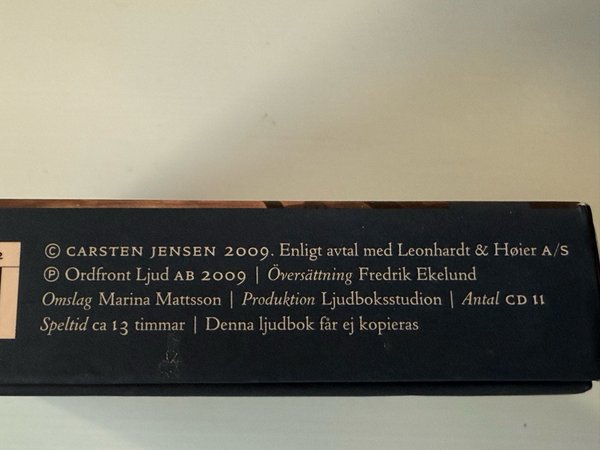 © CARSTEN JENSEN 2009. Enligt avtal med Leonhardt & Høier A/S
℗ Ordfront Ljud AB 2009 | Översättning Fredrik Ekelund
Omslag Marina Mattsson | Produktion Ljudboksstudion | Antal CD 11
Speltid ca 13 timmar | Denna ljudbok får ej kopieras